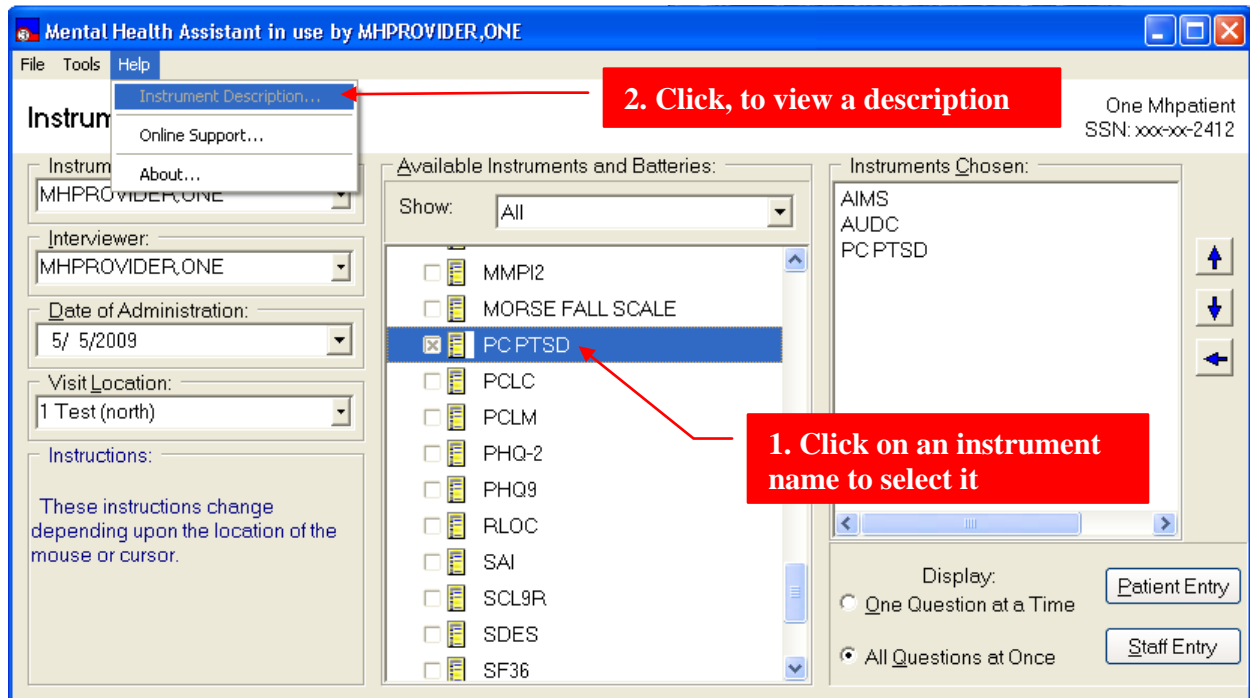 Mental Health Assistant in use by MHPROVIDER,ONE
File Tools Help
Instrument Description...
Online Support...
About...
2. Click, to view a description
Instrum
One Mhpatient
SSN: xxx-xx-2412
Instrum
MHPROVIDER,ONE
Interviewer:
MHPROVIDER,ONE
Date of Administration:
5/ 5/2009
Visit Location:
1 Test (north)
Instructions:
These instructions change
depending upon the location of the
mouse or cursor.
Available Instruments and Batteries:
Show: All
MMPI2
MORSE FALL SCALE
PC PTSD
PCLC
PCLM
PHQ-2
PHQ9
RLOC
SAI
SCL9R
SDES
SF36
1. Click on an instrument
name to select it
Instruments Chosen:
AIMS
AUDC
PC PTSD
Display:
One Question at a Time
All Questions at Once
Patient Entry
Staff Entry